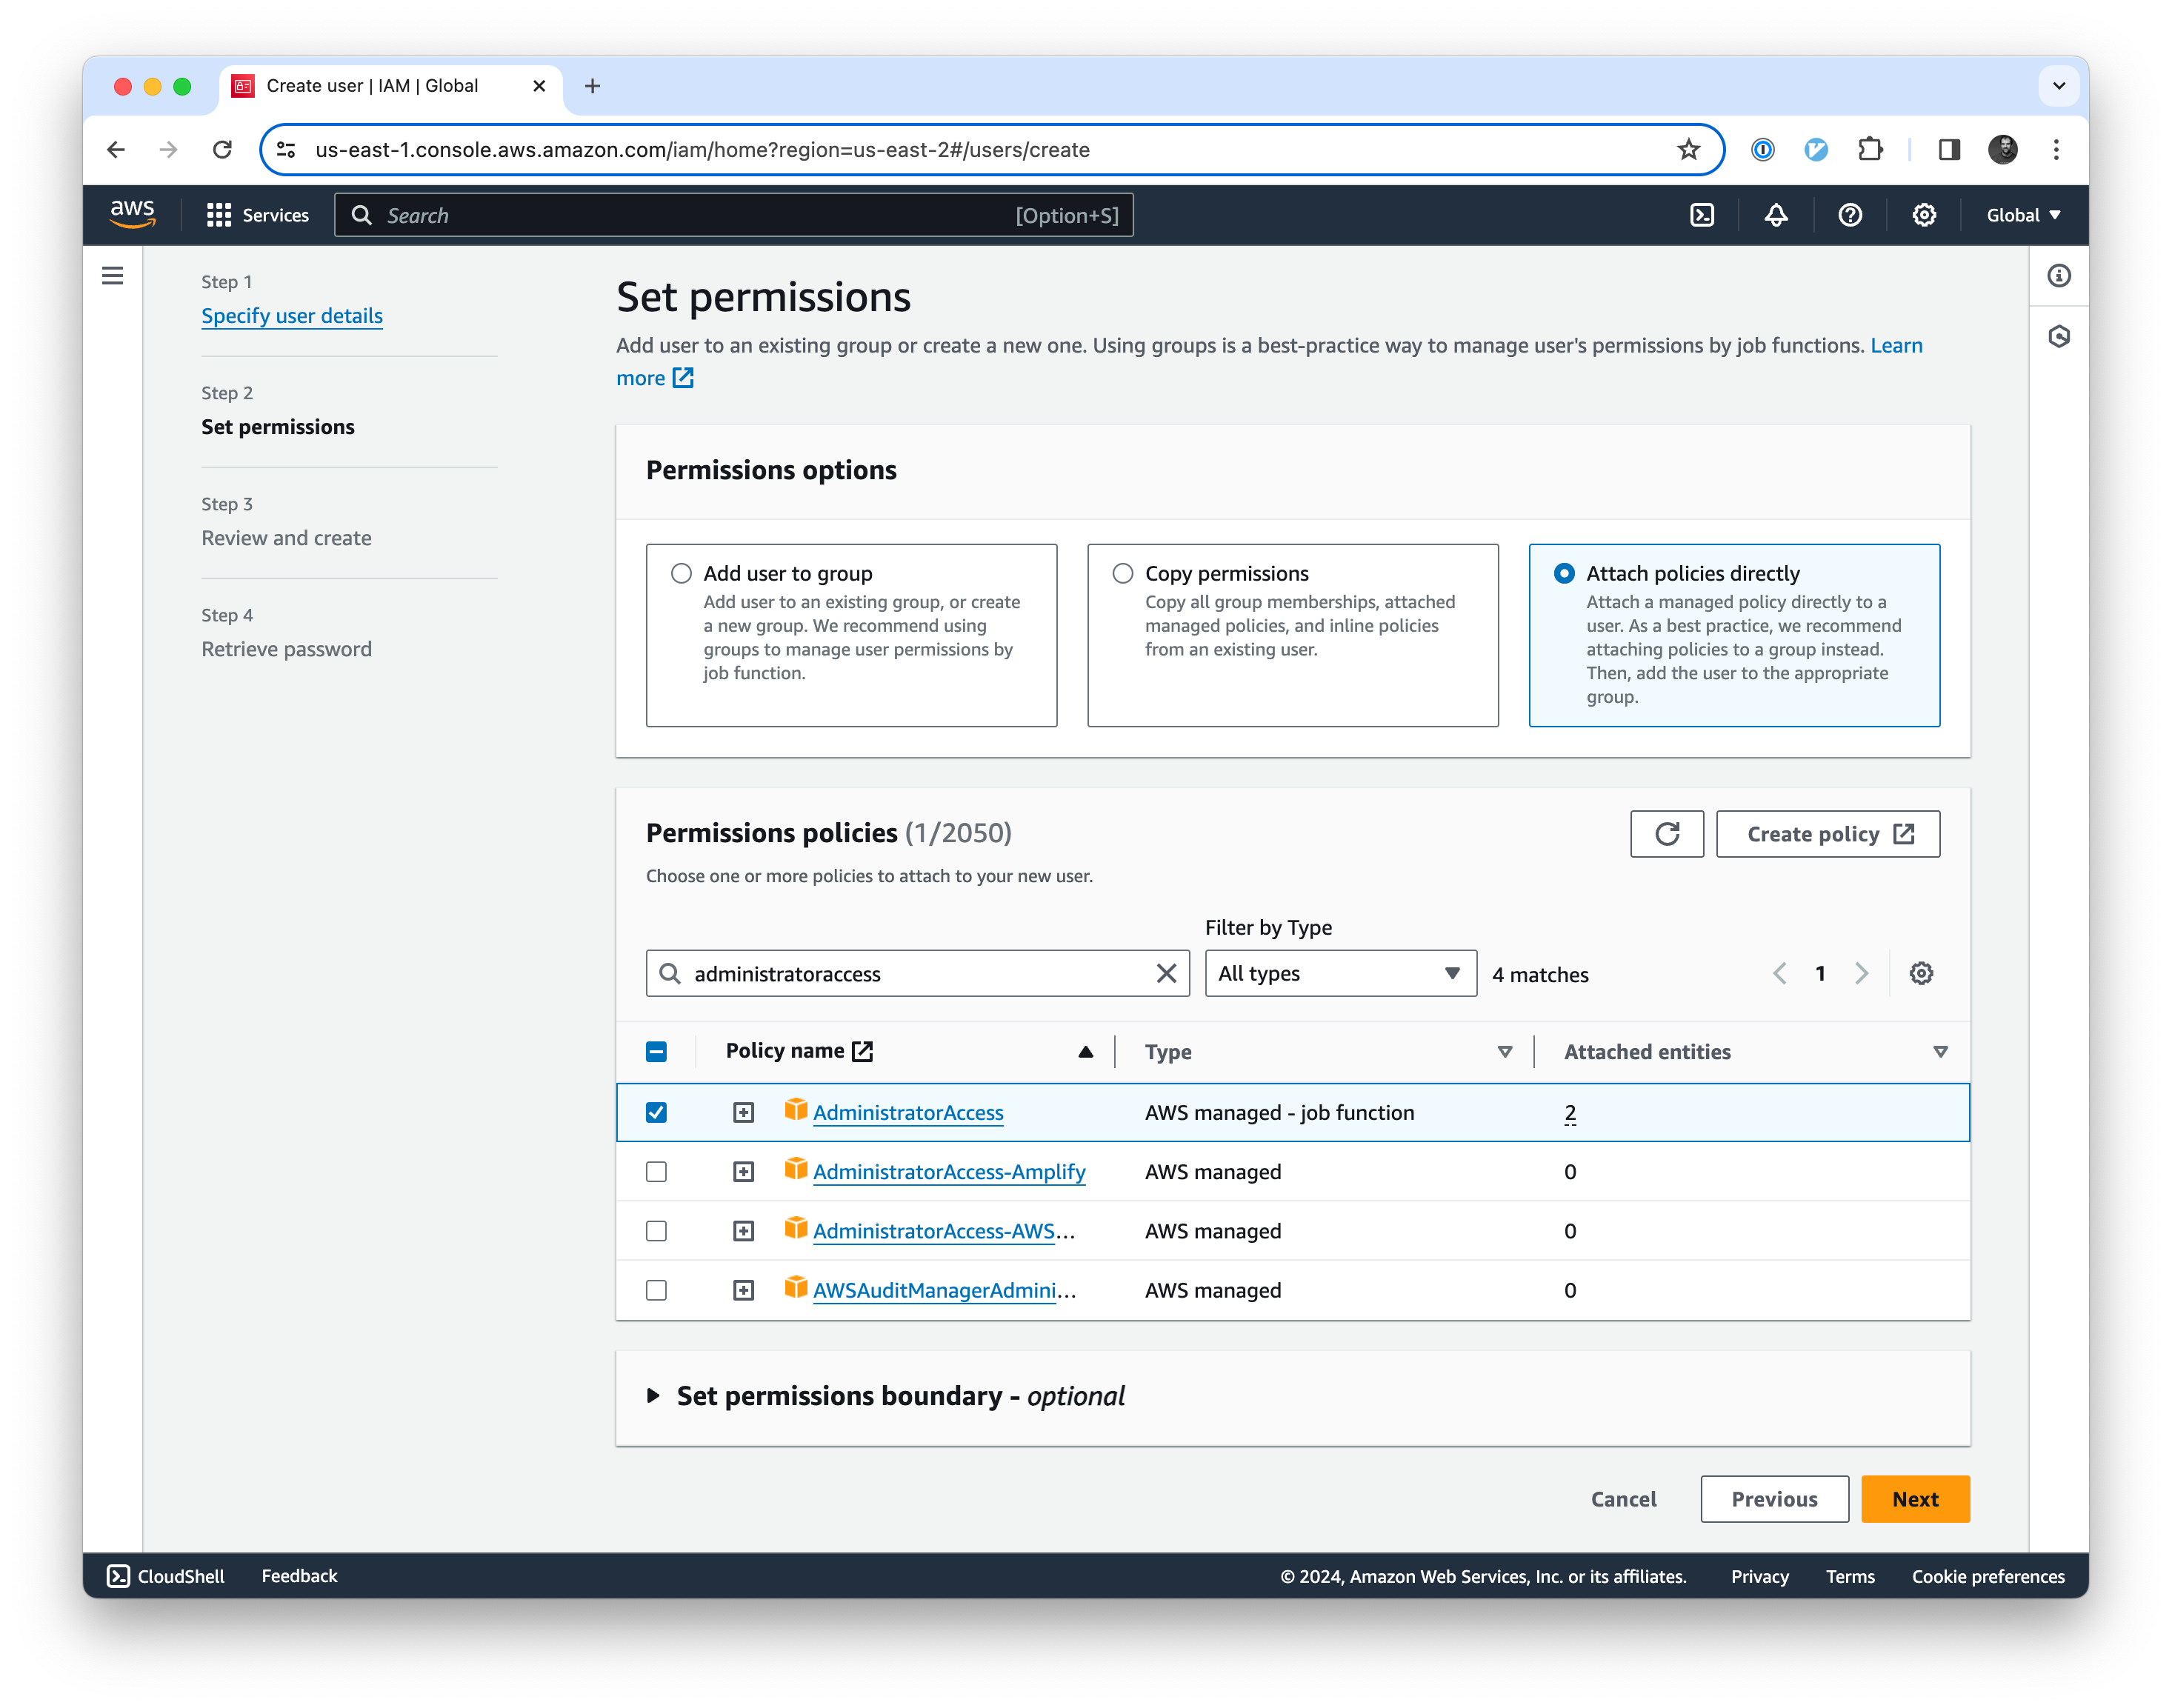 Create user | IAM | Global
us-east-1.console.aws.amazon.com/iam/home?region=us-east-2#/users/create
aws
Services
Search
[Option+S]
Global
Step 1
Specify user details
Step 2
Set permissions
Step 3
Review and create
Step 4
Retrieve password
Set permissions
Add user to an existing group or create a new one. Using groups is a best-practice way to manage user's permissions by job functions. Learn
more
Permissions options
Add user to group
Add user to an existing group, or create
a new group. We recommend using
groups to manage user permissions by
job function.
Copy permissions
Copy all group memberships, attached
managed policies, and inline policies
from an existing user.
Attach policies directly
Attach a managed policy directly to a
user. As a best practice, we recommend
attaching policies to a group instead.
Then, add the user to the appropriate
group.
Permissions policies (1/2050)
Create policy
Choose one or more policies to attach to your new user.
Filter by Type
administratoraccess
All types
4 matches
1
Policy name
Type
Attached entities
AdministratorAccess
AWS managed - job function
2
AdministratorAccess-Amplify
AWS managed
0
AdministratorAccess-AWS...
AWS managed
0
AWSAuditManagerAdmini...
AWS managed
0
Set permissions boundary - optional
Cancel
Previous
Next
CloudShell
Feedback
© 2024, Amazon Web Services, Inc. or its affiliates.
Privacy
Terms
Cookie preferences